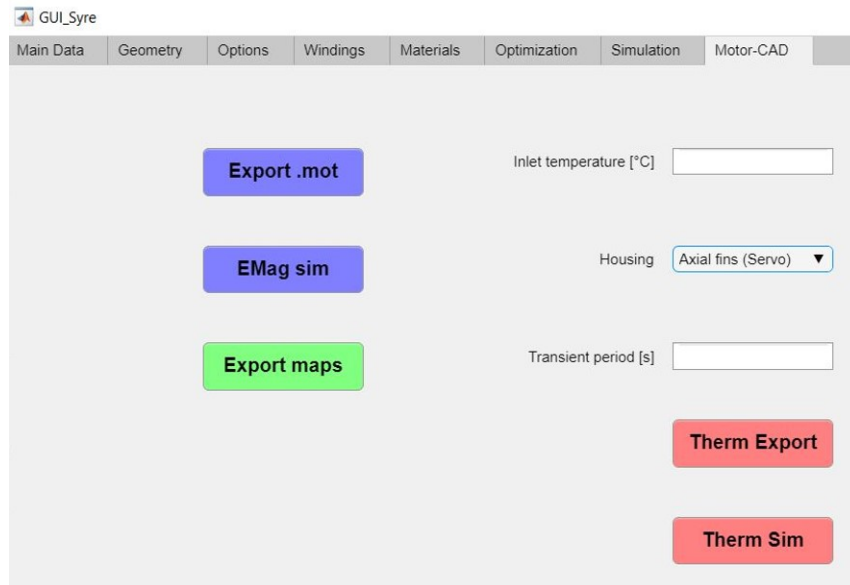 GUI_Syre
Main Data Geometry Options Windings Materials Optimization Simulation Motor-CAD
Export .mot
Inlet temperature [°C]
EMag sim
Housing Axial fins (Servo)
Export maps
Transient period [s]
Therm Export
Therm Sim